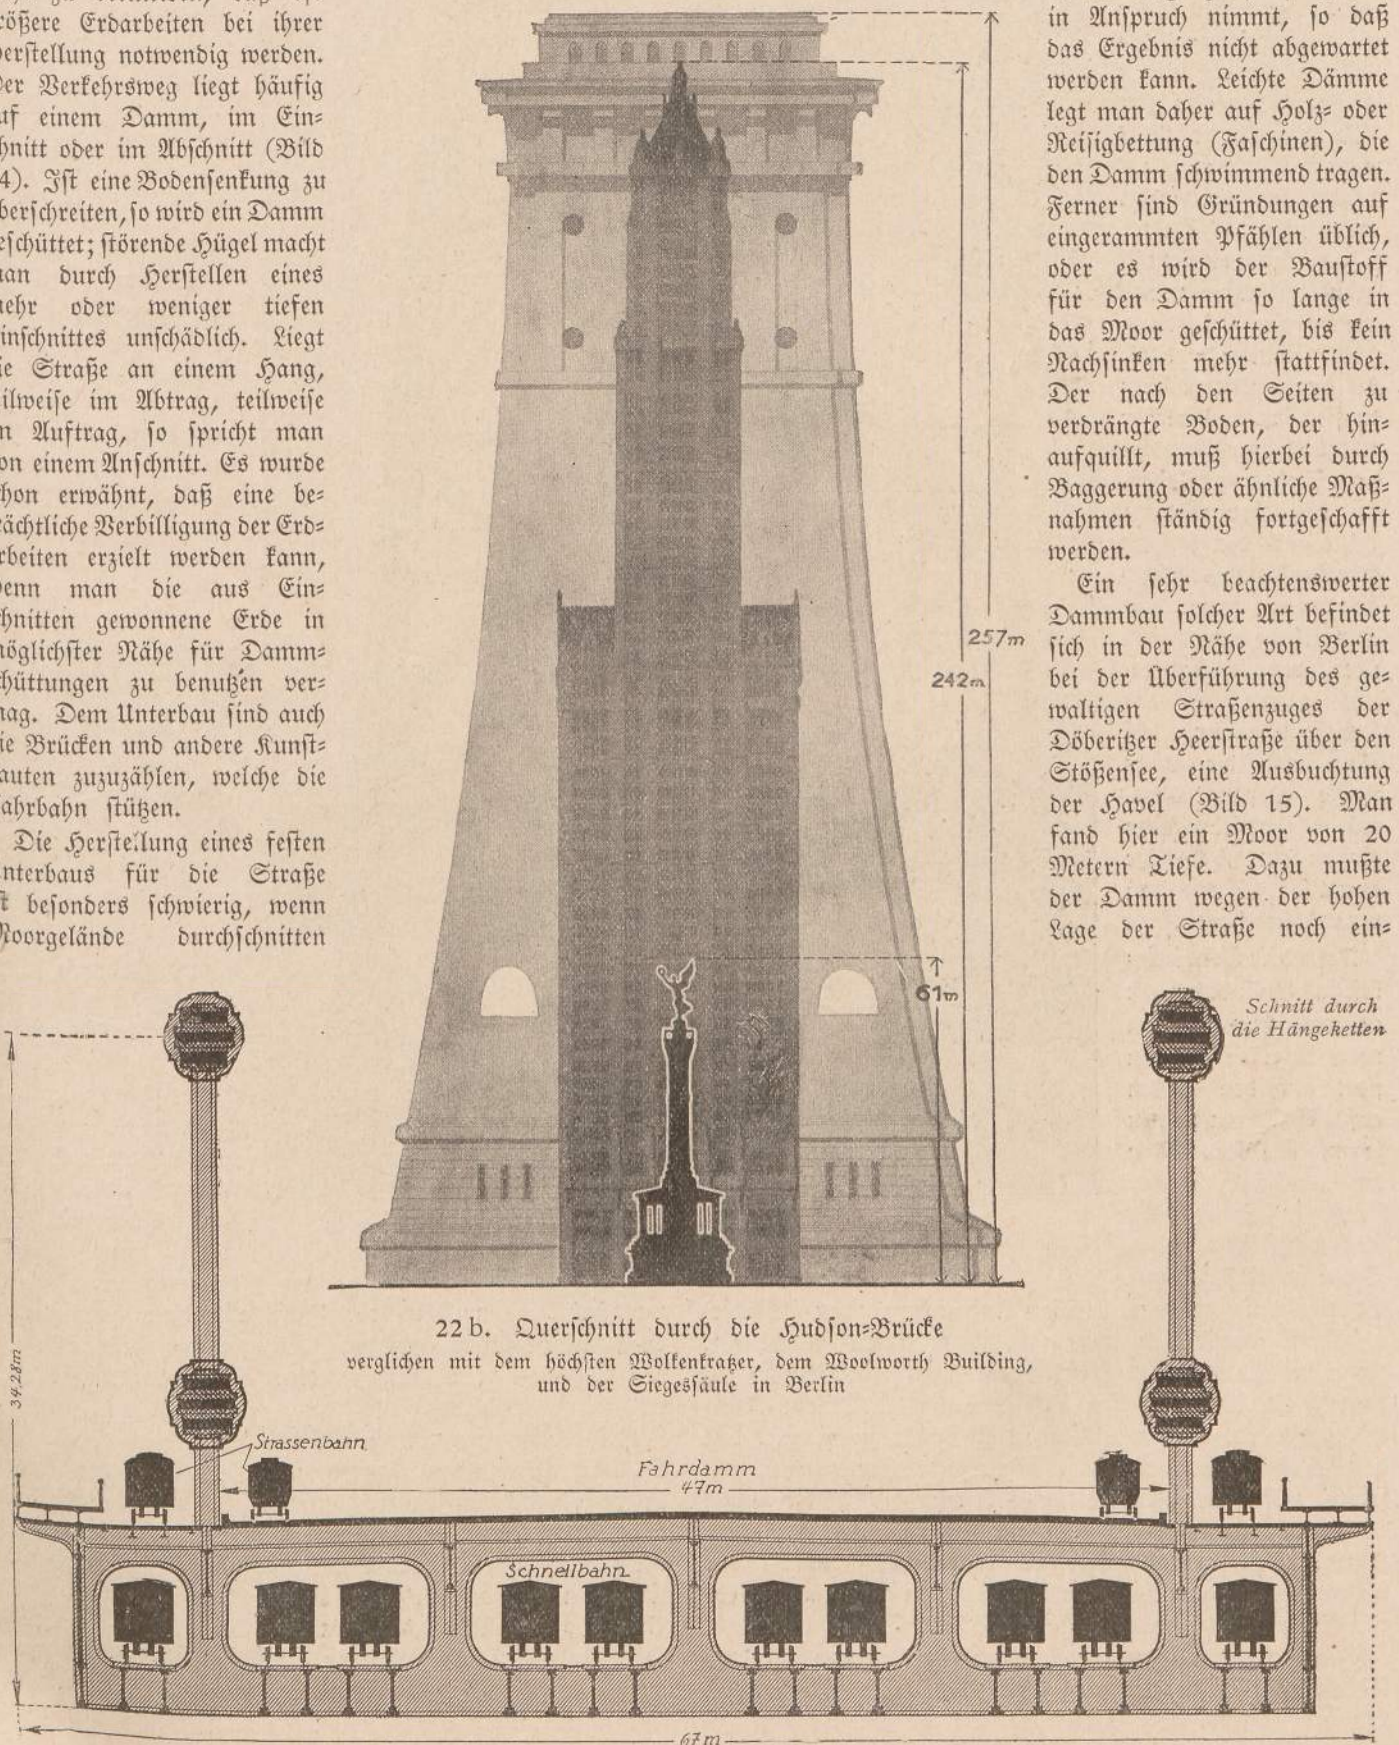 größere Erdarbeiten bei ihrer
Herstellung notwendig werden.
Der Verkehrsweg liegt häufig
auf einem Damm, im Ein-
schnitt oder im Abschnitt (Bild
4). Ist eine Bodensenkung zu
überschreiten, so wird ein Damm
geschüttet; störende Hügel macht
man durch Herstellen eines
mehr oder weniger tiefen
Einschnittes unschädlich. Liegt
die Straße an einem Hang,
teilweise im Abtrag, teilweise
in Auftrag, so spricht man
von einem Anschnitt. Es wurde
schon erwähnt, daß eine be-
trächtliche Verbilligung der Erd-
arbeiten erzielt werden kann,
wenn man die aus Ein-
schnitten gewonnene Erde in
möglichster Nähe für Damm-
schüttungen zu benutzen ver-
mag. Dem Unterbau sind auch
die Brücken und andere Kunst-
bauten zuzuzählen, welche die
Fahrbahn stützen.
Die Herstellung eines festen
Unterbaus für die Straße
ist besonders schwierig, wenn
Moorgelände durchschnitten
in Anspruch nimmt, so daß
das Ergebnis nicht abgewartet
werden kann. Leichte Dämme
legt man daher auf Holz- oder
Reisigbettung (Faschinen), die
den Damm schwimmend tragen.
Ferner sind Gründungen auf
eingerammten Pfählen üblich,
oder es wird der Baustoff
für den Damm so lange in
das Moor geschüttet, bis kein
Nachsinken mehr stattfindet.
Der nach den Seiten zu
verdrängte Boden, der hin-
aufquillt, muß hierbei durch
Baggerung oder ähnliche Maß-
nahmen ständig fortgeschafft
werden.
Ein sehr beachtenswerter
Dammbau solcher Art befindet
sich in der Nähe von Berlin
bei der Überführung des ge-
waltigen Straßenzuges der
Döberitzer Heerstraße über den
Stößensee, eine Ausbuchtung
der Havel (Bild 15). Man
fand hier ein Moor von 20
Metern Tiefe. Dazu mußte
der Damm wegen der hohen
Lage der Straße noch ein-
257m
242m
61m
Schnitt durch
die Hängeketten
22 b. Querschnitt durch die Hudson-Brücke
verglichen mit dem höchsten Wolkenkratzer, dem Woolworth Building,
und der Siegessäule in Berlin
34,28m
Strassenbahn
Fahrdamm
47m
Schnellbahn
67m